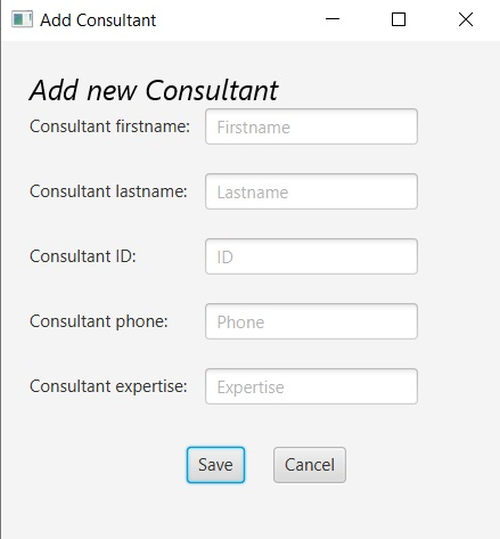 Add Consultant
Add new Consultant
Consultant firstname: Firstname
Consultant lastname: Lastname
Consultant ID: ID
Consultant phone: Phone
Consultant expertise: Expertise
Save Cancel